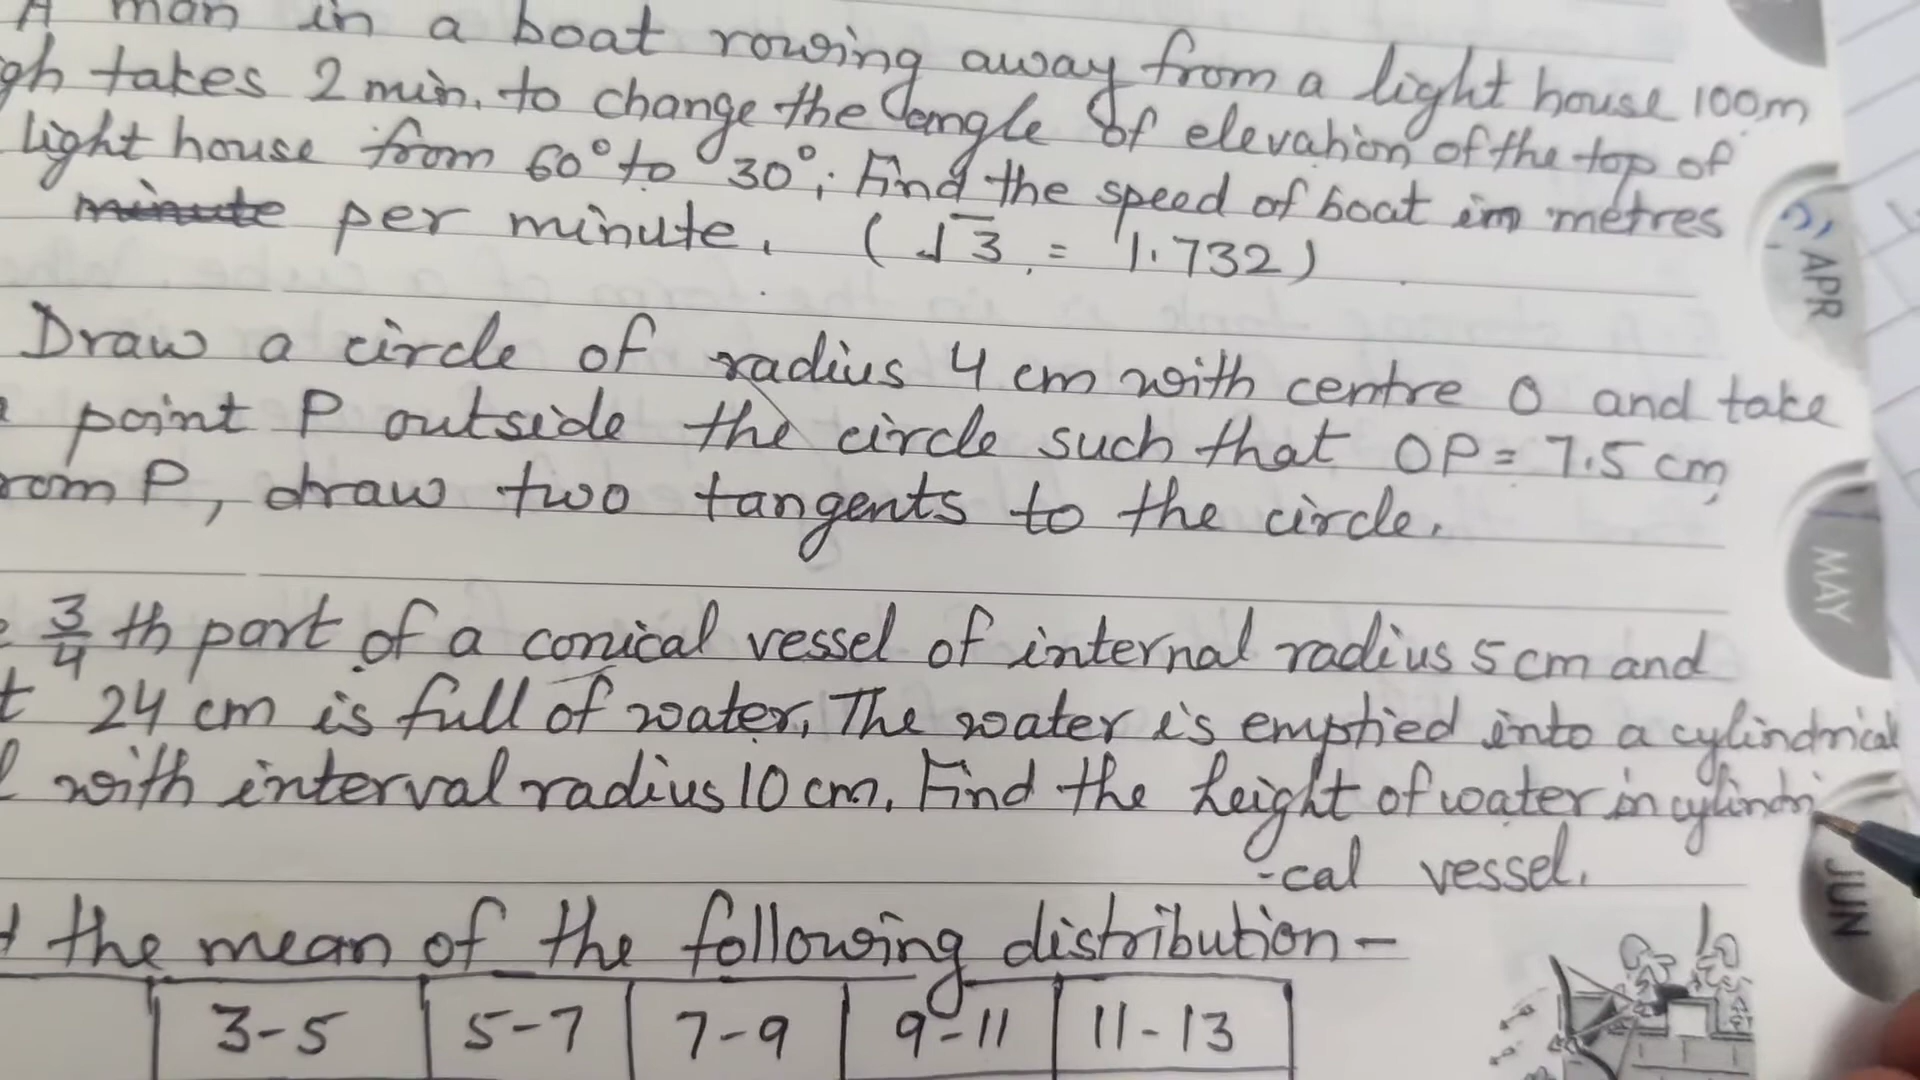 A man in a boat rowing away from a light house 100m
gh takes 2 min. to change the angle of elevation of the top of
light house from 60° to 30°. Find the speed of boat in metres
minute per minute. (√3 = 1.732)
Draw a circle of radius 4 cm with centre O and take
point P outside the circle such that OP = 7.5 cm
rom P, draw two tangents to the circle.
3/4 th part of a conical vessel of internal radius 5 cm and
t 24 cm is full of water. The water is emptied into a cylindrical
l with interval radius 10 cm. Find the height of water in cylindri
-cal vessel.
the mean of the following distribution -
3-5 5-7 7-9 9-11 11-13
APR
MAY
JUN